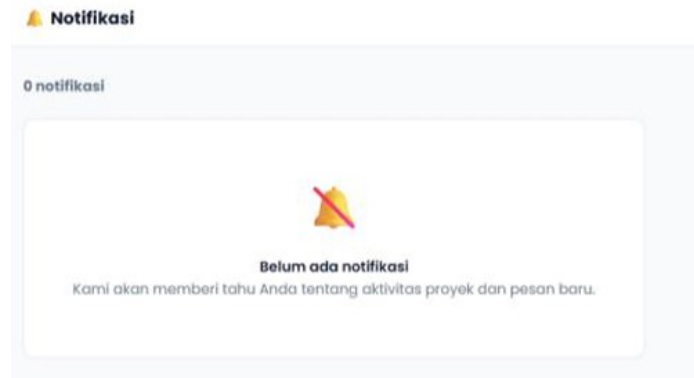 Notifikasi
0 notifikasi
Belum ada notifikasi
Kami akan memberi tahu Anda tentang aktivitas proyek dan pesan baru.